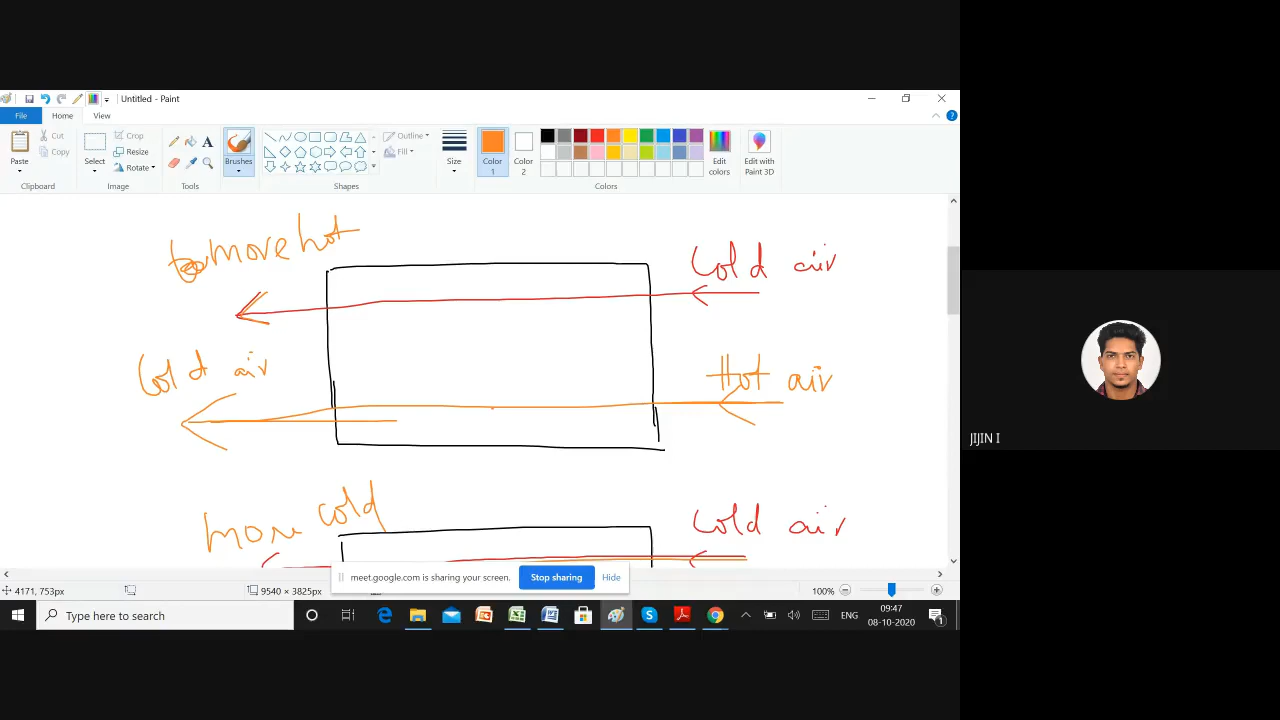 Untitled - Paint
File Home View
Paste
Cut
Copy
Clipboard
Select
Crop
Resize
Rotate
Image
Tools
Brushes
Shapes
Outline
Fill
Size
Color 1
Color 2
Colors
Edit colors
Edit with Paint 3D
more hot
Cold air
Cold air
Hot air
more cold
Cold air
meet.google.com is sharing your screen. Stop sharing Hide
4171, 753px
9540 × 3825px
100%
Type here to search
ENG
09:47
08-10-2020
1
JIJIN I